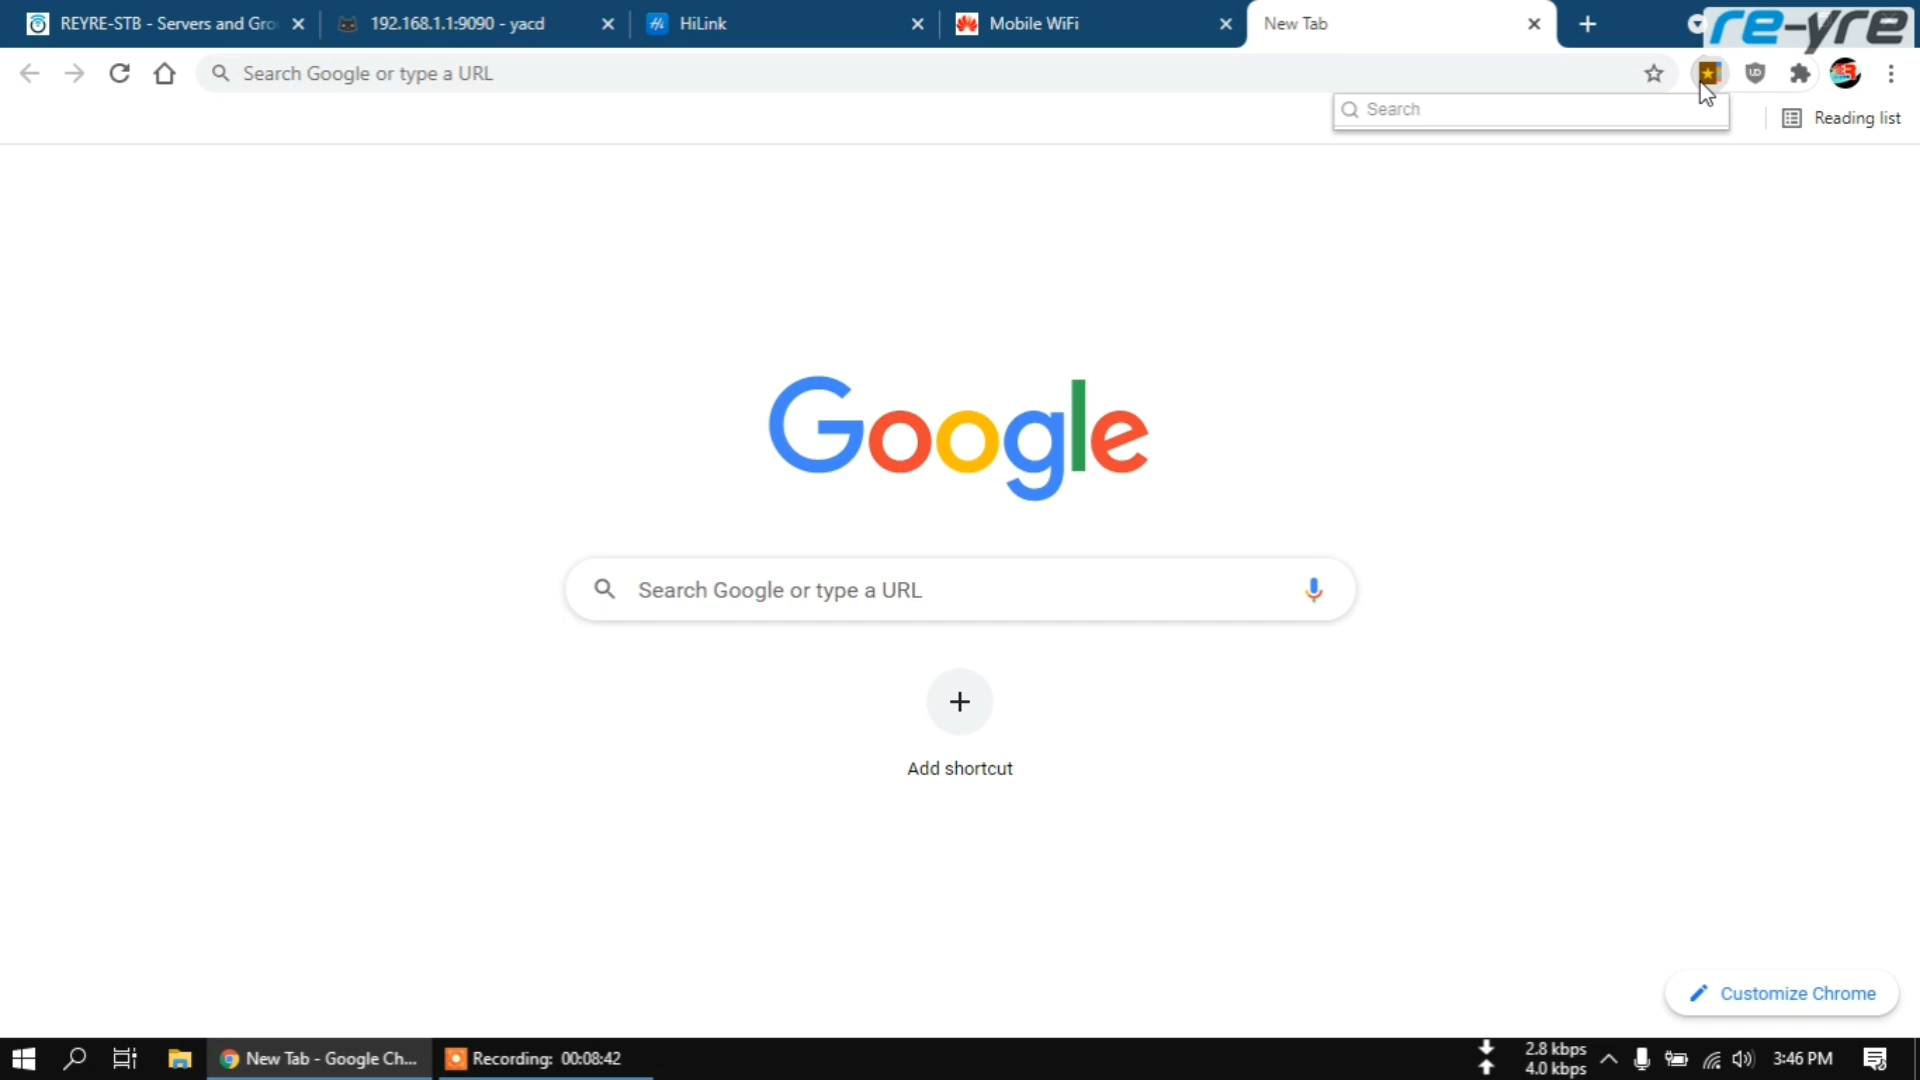 REYRE-STB - Servers and Gro
192.168.1.1:9090 - yacd
HiLink
Mobile WiFi
New Tab
re-yre
Search Google or type a URL
Search
Reading list
Google
Search Google or type a URL
Add shortcut
Customize Chrome
New Tab - Google Ch...
Recording: 00:08:42
2.8 kbps
4.0 kbps
3:46 PM